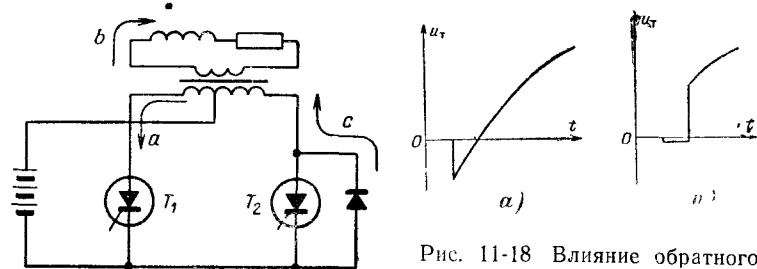 b
a
c
T₁
T₂
uт
t
0
а)
uт
t
0
Рис. 11-18 Влияние обратного